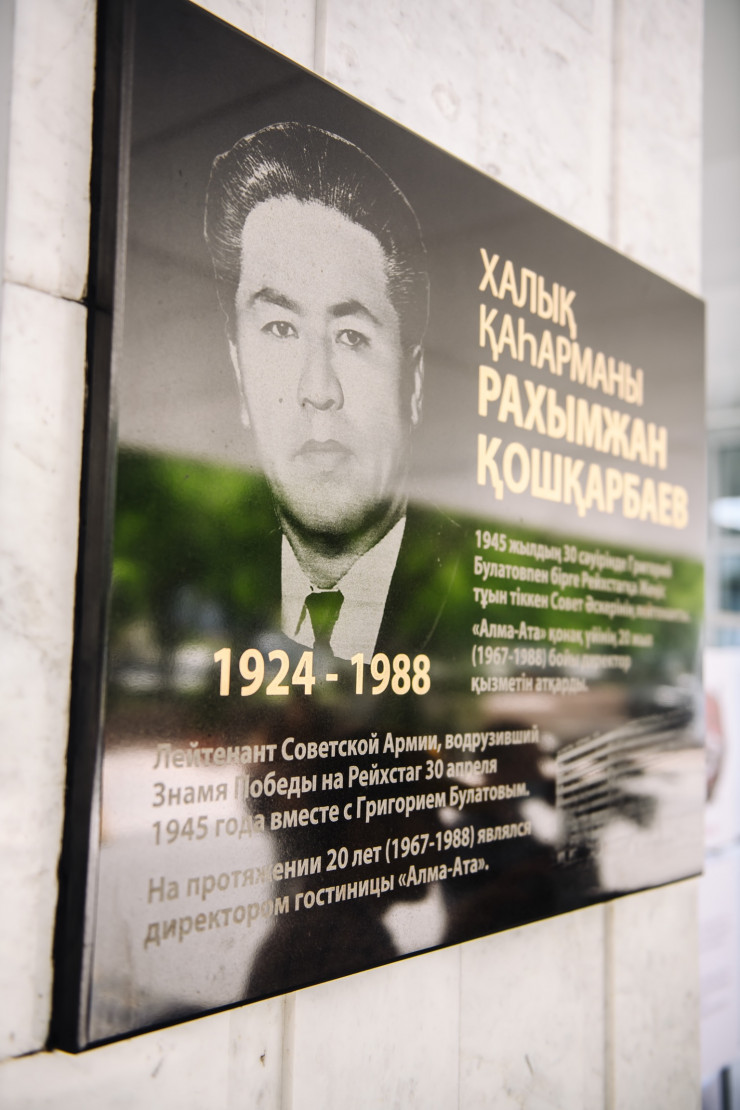 ХАЛЫҚ
ҚАҺАРМАНЫ
РАХЫМЖАН
ҚОШҚАРБАЕВ
1945 жылдың 30 сәуірінде Григорий
Булатовпен бірге Рейхстагқа Жеңіс
туын тіккен Совет Әскерінің лейтенанты.
«Алма-Ата» қонақ үйінің 20 жыл
(1967-1988) бойы директор
қызметін атқарды.
1924 - 1988
Лейтенант Советской Армии, водрузивший
Знамя Победы на Рейхстаг 30 апреля
1945 года вместе с Григорием Булатовым.
На протяжении 20 лет (1967-1988) являлся
директором гостиницы «Алма-Ата».